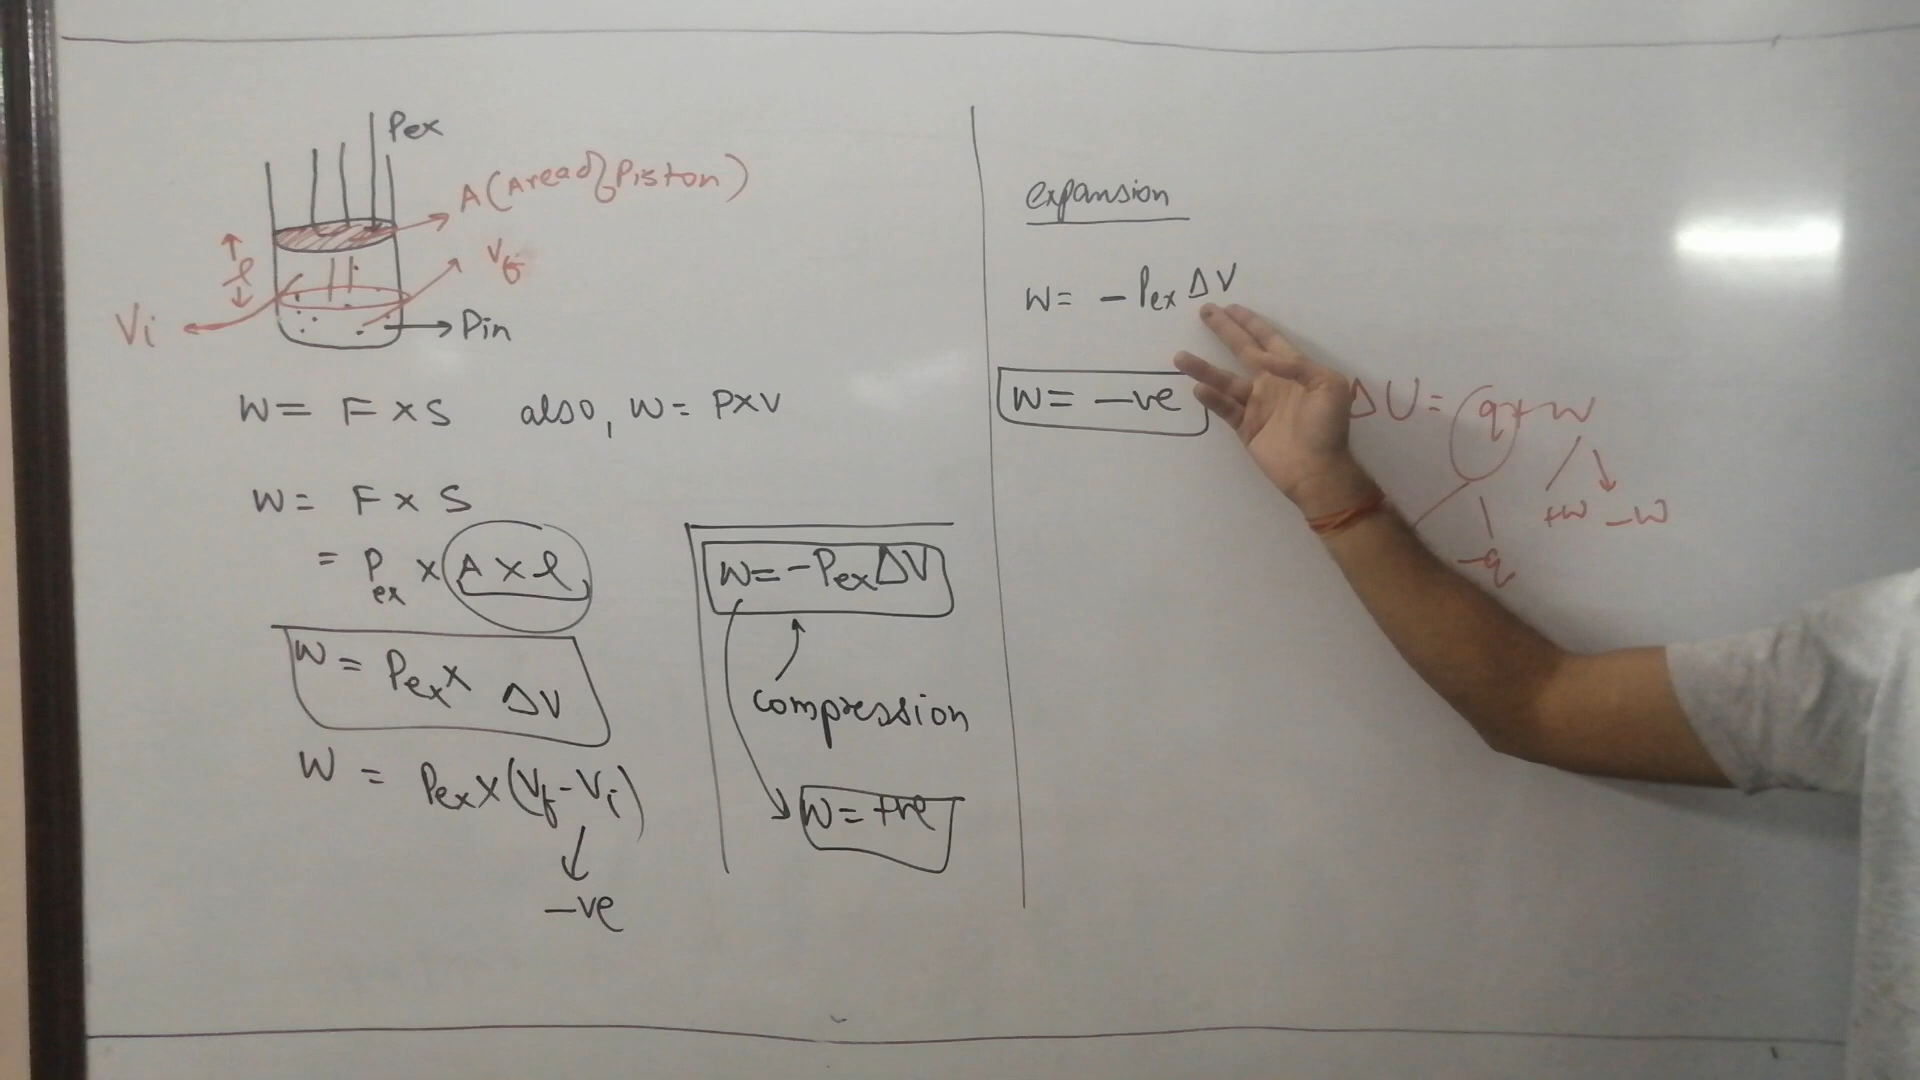 Pex
A (Area of Piston)
l
Vf
Vi
Pin
W = F × S also, W = P×V
W = F × S
= Pex × A × l
W = Pex × ΔV
W = Pex × (Vf - Vi)
-ve
W = -Pex ΔV
compression
W = +ve
expansion
W = - Pex ΔV
W = -ve
ΔU = q + w
+w -w
-q